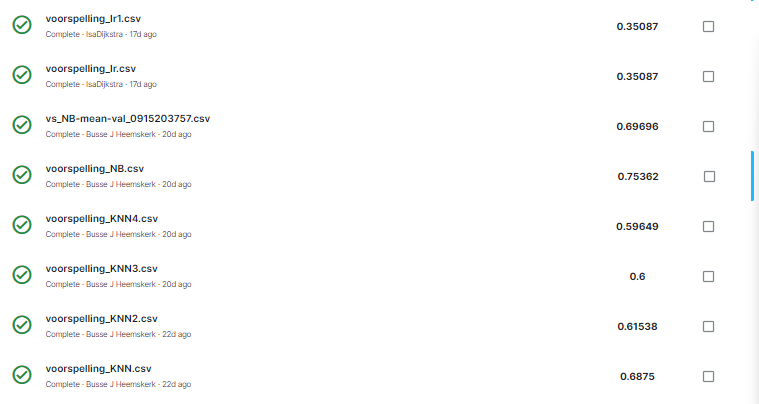 voorspelling_lr1.csv
Complete · IsaDijkstra · 17d ago
0.35087
voorspelling_lr.csv
Complete · IsaDijkstra · 17d ago
0.35087
vs_NB-mean-val_0915203757.csv
Complete · Busse J Heemskerk · 20d ago
0.69696
voorspelling_NB.csv
Complete · Busse J Heemskerk · 20d ago
0.75362
voorspelling_KNN4.csv
Complete · Busse J Heemskerk · 20d ago
0.59649
voorspelling_KNN3.csv
Complete · Busse J Heemskerk · 20d ago
0.6
voorspelling_KNN2.csv
Complete · Busse J Heemskerk · 22d ago
0.61538
voorspelling_KNN.csv
Complete · Busse J Heemskerk · 22d ago
0.6875